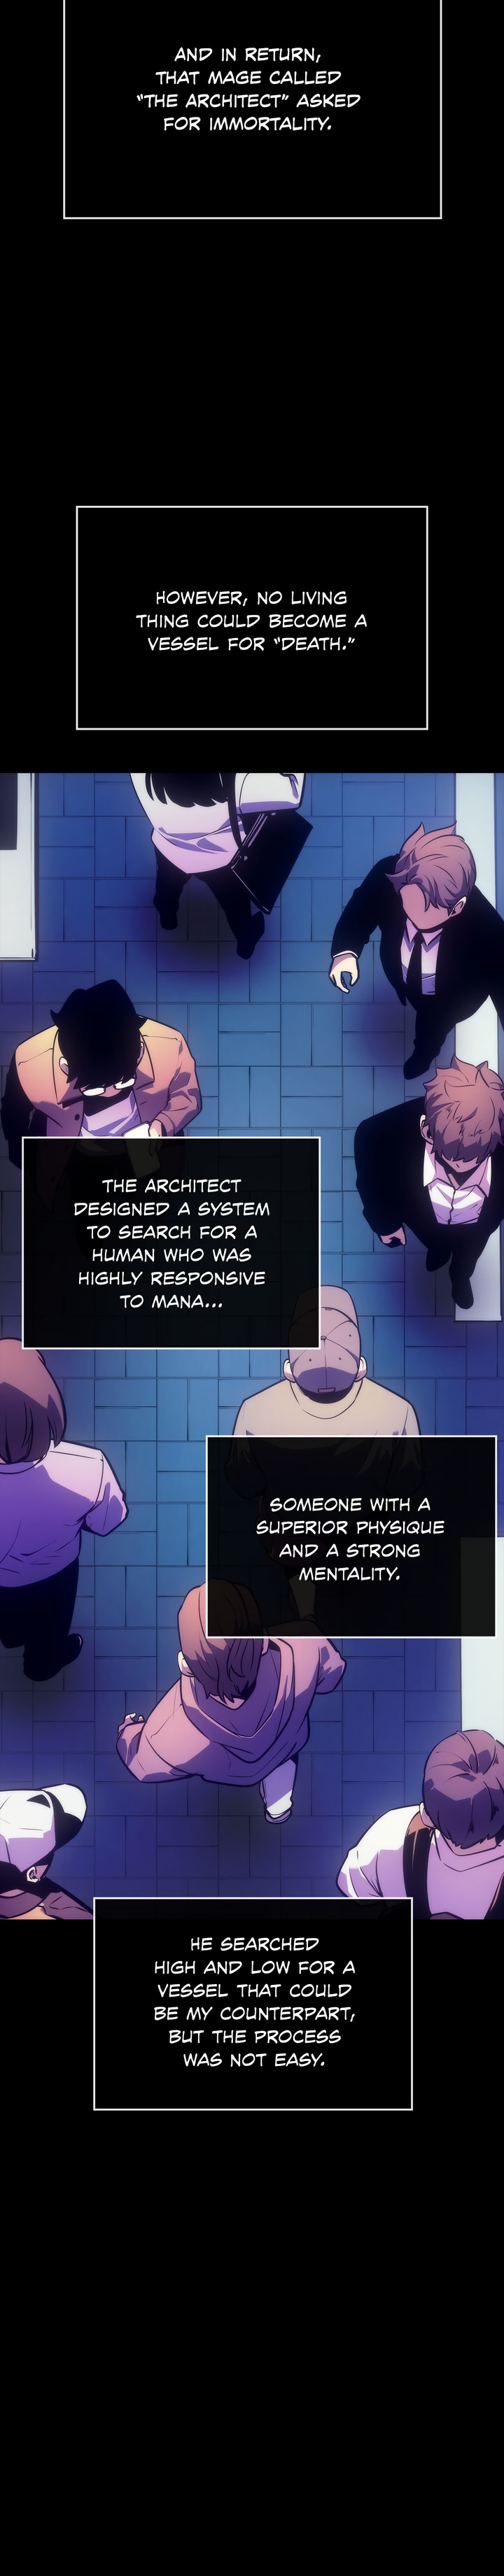 AND IN RETURN,
THAT MAGE CALLED
"THE ARCHITECT" ASKED
FOR IMMORTALITY.
HOWEVER, NO LIVING
THING COULD BECOME A
VESSEL FOR "DEATH."
THE ARCHITECT
DESIGNED A SYSTEM
TO SEARCH FOR A
HUMAN WHO WAS
HIGHLY RESPONSIVE
TO MANA...
SOMEONE WITH A
SUPERIOR PHYSIQUE
AND A STRONG
MENTALITY.
HE SEARCHED
HIGH AND LOW FOR A
VESSEL THAT COULD
BE MY COUNTERPART,
BUT THE PROCESS
WAS NOT EASY.